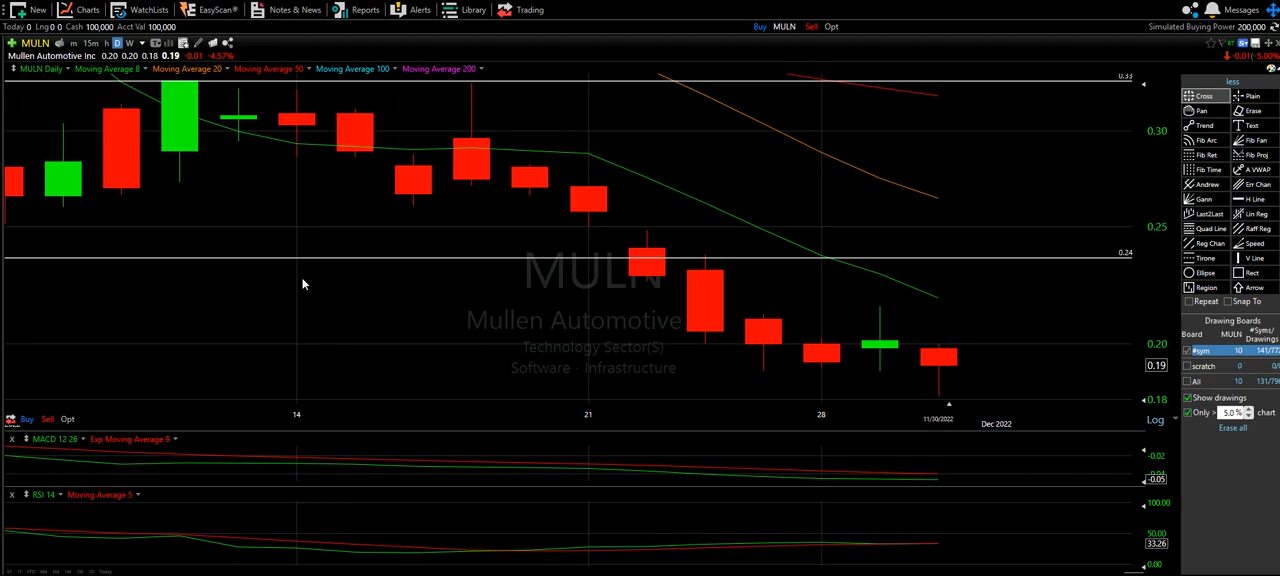 New Charts WatchLists EasyScan® Notes & News Reports Alerts Library Trading Messages
Today 0 Lng 0 0 Cash 100,000 Acct Val 100,000 Buy MULN Sell Opt Simulated Buying Power 200,000
MULN m 15m h D W
Mullen Automotive Inc 0.20 0.20 0.18 0.19 -0.01 -4.57% -0.01(-5.00%)
MULN Daily Moving Average 8 Moving Average 20 Moving Average 50 Moving Average 100 Moving Average 200
less
0.33
Cross Plain
Pan Erase
Trend Text
0.30
Fib Arc Fib Fan
Fib Ret Fib Proj
Fib Time A VWAP
Andrew Err Chan
Gann H Line
Last2Last Lin Reg
0.25
Quad Line Raff Reg
Reg Chan Speed
0.24
Tirone V Line
MULN
Ellipse Rect
Region Arrow
Repeat Snap To
Mullen Automotive
Technology Sector(S)
Software - Infrastructure
Drawing Boards
Board MULN #Syms/
Drawings
0.20
#sym 10
0.19
scratch 0
All 10
0.18
Show drawings
Only > 5.0 % chart
Erase all
14 21 28 11/30/2022 Dec 2022
Buy Sell Opt Log
X MACD 12 26 Exp Moving Average 9
-0.02
-0.05
X RSI 14 Moving Average 5
100.00
50.00
33.26
0.00